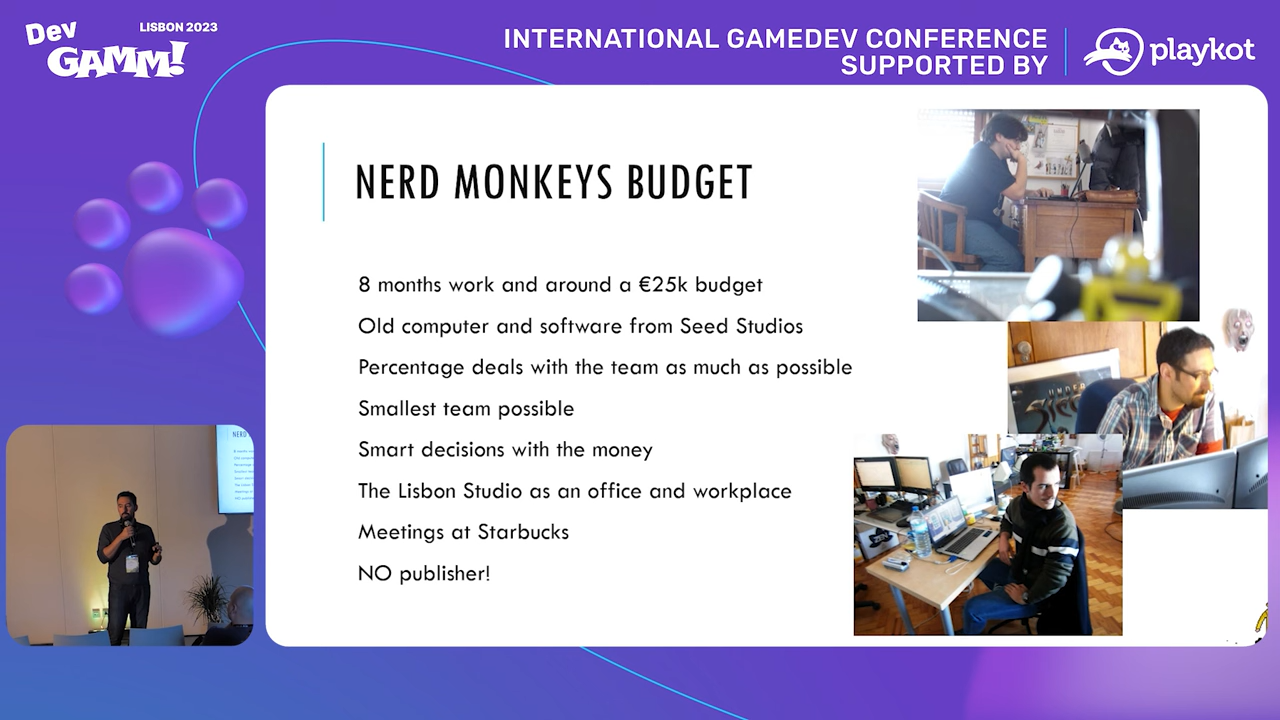 Dev
GAMM!
LISBON 2023
INTERNATIONAL GAMEDEV CONFERENCE
SUPPORTED BY
playkot
NERD MONKEYS BUDGET
8 months work and around a €25k budget
Old computer and software from Seed Studios
Percentage deals with the team as much as possible
Smallest team possible
Smart decisions with the money
The Lisbon Studio as an office and workplace
Meetings at Starbucks
NO publisher!
UNDER
SIEGE